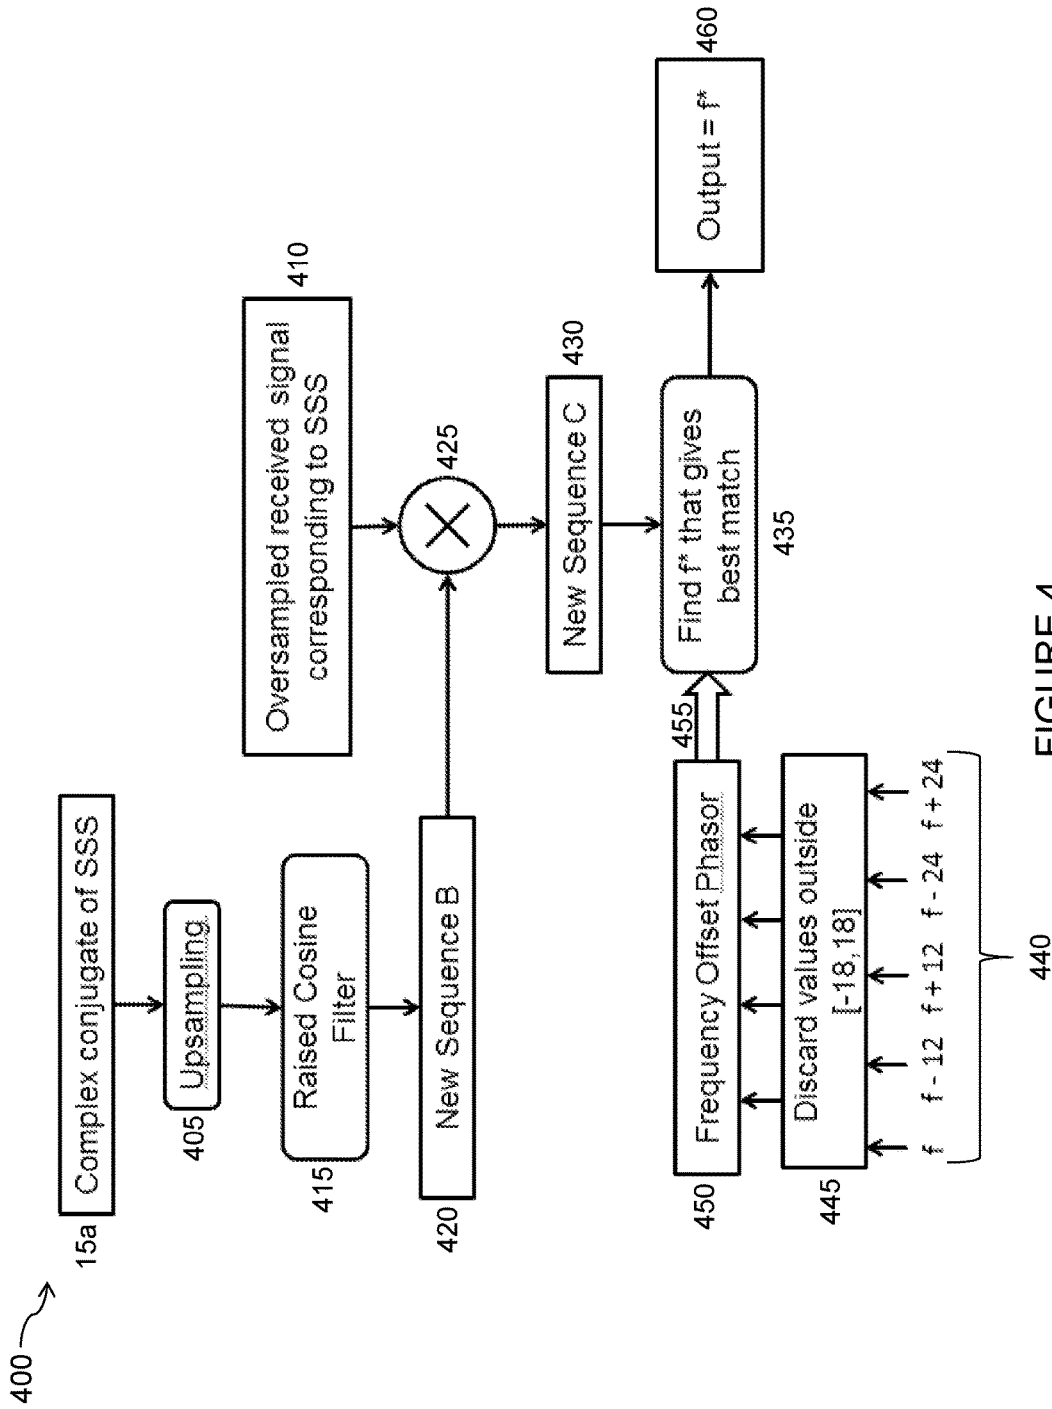 400
15a
Complex conjugate of SSS
405
Upsampling
415
Raised Cosine
Filter
420
New Sequence B
410
Oversampled received signal
corresponding to SSS
425
430
New Sequence C
435
Find f* that gives
best match
460
Output = f*
455
450
Frequency Offset Phasor
445
Discard values outside
[-18,18]
f f - 12 f + 12 f - 24 f + 24
440
FIGURE 4